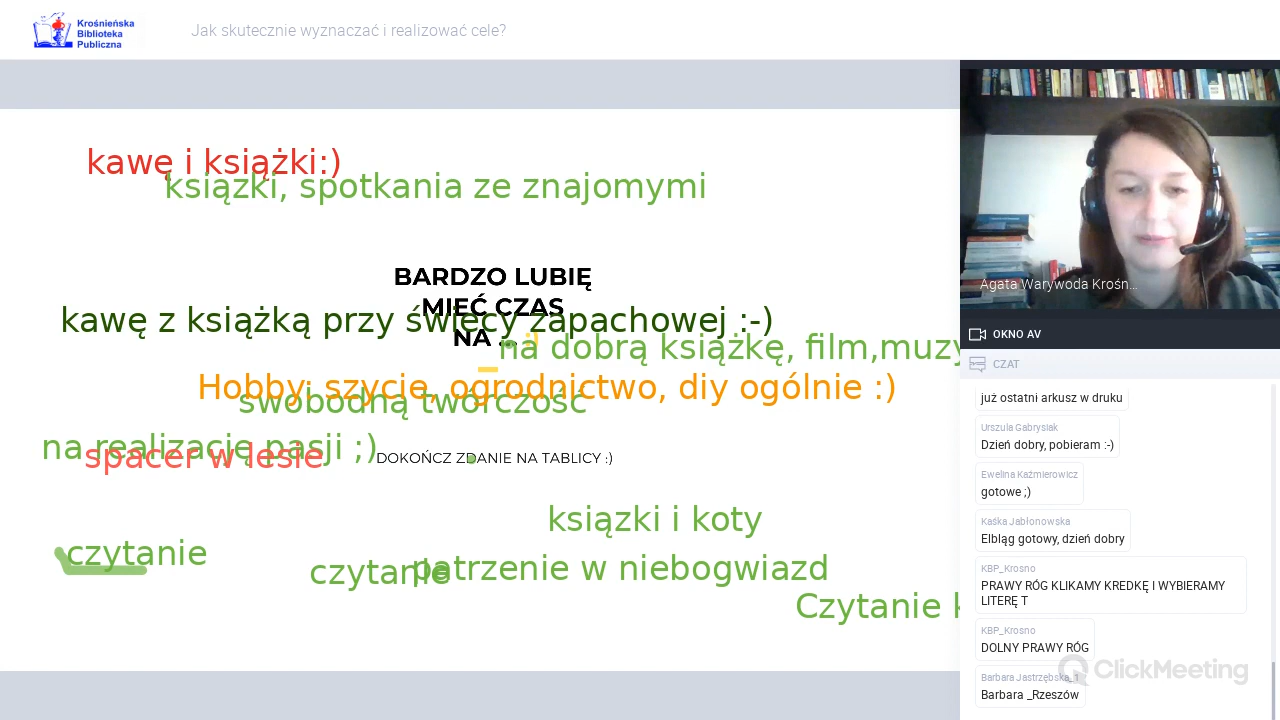 Krośnieńska
Biblioteka
Publiczna
Jak skutecznie wyznaczać i realizować cele?
kawę i książki:)
książki, spotkania ze znajomymi
BARDZO LUBIĘ
MIEĆ CZAS
NA ... :)
kawę z książką przy świecy zapachowej :-)
na dobrą książkę, film,muzy
Hobby, szycie, ogrodnictwo, diy ogólnie :)
swobodną twórczość
na realizację pasji ;)
spacer w lesie
DOKOŃCZ ZDANIE NA TABLICY :)
książki i koty
czytanie
czytanie
patrzenie w niebogwiazd
Czytanie k
Agata Warywoda Krośn...
OKNO AV
CZAT
już ostatni arkusz w druku
Urszula Gabrysiak
Dzień dobry, pobieram :-)
Ewelina Kaźmierowicz
gotowe ;)
Kaśka Jabłonowska
Elbląg gotowy, dzień dobry
KBP_Krosno
PRAWY RÓG KLIKAMY KREDKĘ I WYBIERAMY
LITERĘ T
KBP_Krosno
DOLNY PRAWY RÓG
Barbara Jastrzębska_1
Barbara _Rzeszów
ClickMeeting